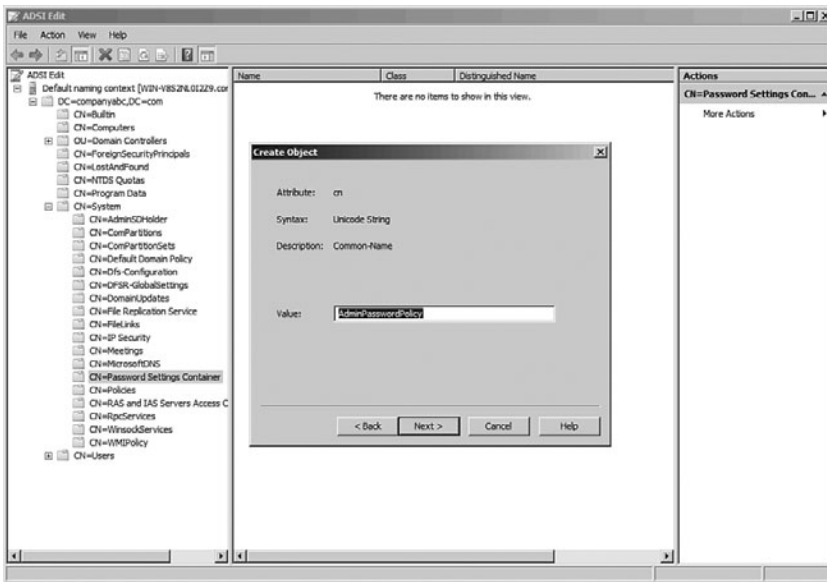 ADSI Edit
File Action View Help
ADSI Edit
Default naming context [WIN-V8S2NL0I2Z9.cor
DC=companyabc,DC=com
CN=Builtin
CN=Computers
OU=Domain Controllers
CN=ForeignSecurityPrincipals
CN=LostAndFound
CN=NTDS Quotas
CN=Program Data
CN=System
CN=AdminSDHolder
CN=ComPartitions
CN=ComPartitionSets
CN=Default Domain Policy
CN=Dfs-Configuration
CN=DFSR-GlobalSettings
CN=DomainUpdates
CN=File Replication Service
CN=FileLinks
CN=IP Security
CN=Meetings
CN=MicrosoftDNS
CN=Password Settings Container
CN=Policies
CN=RAS and IAS Servers Access C
CN=RpcServices
CN=WinsockServices
CN=WMIPolicy
CN=Users
Name Class Distinguished Name
There are no items to show in this view.
Create Object
Attribute: cn
Syntax: Unicode String
Description: Common-Name
Value: AdminPasswordPolicy
< Back Next > Cancel Help
Actions
CN=Password Settings Con...
More Actions